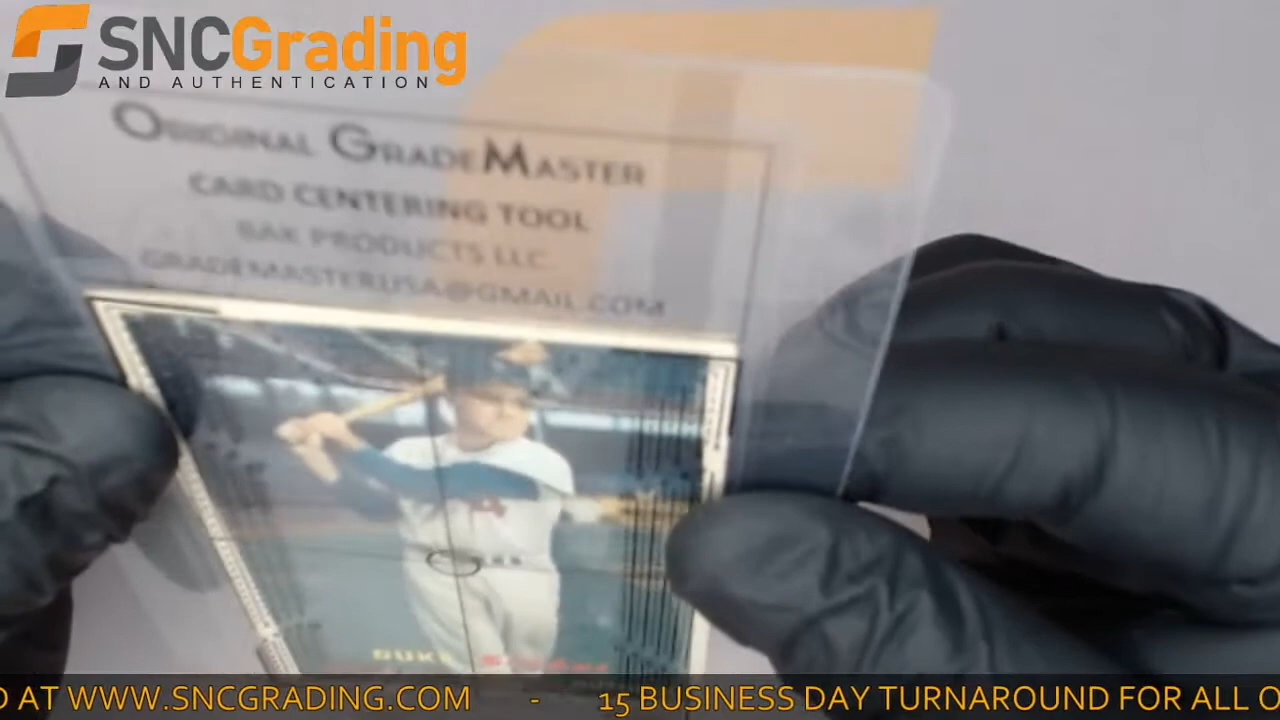 SNCGrading
AND AUTHENTICATION
ORIGINAL GRADEMASTER
CARD CENTERING TOOL
BAK PRODUCTS LLC
GRADEMASTERUSA@GMAIL.COM
DUKE
D AT WWW.SNCGRADING.COM - 15 BUSINESS DAY TURNAROUND FOR ALL O